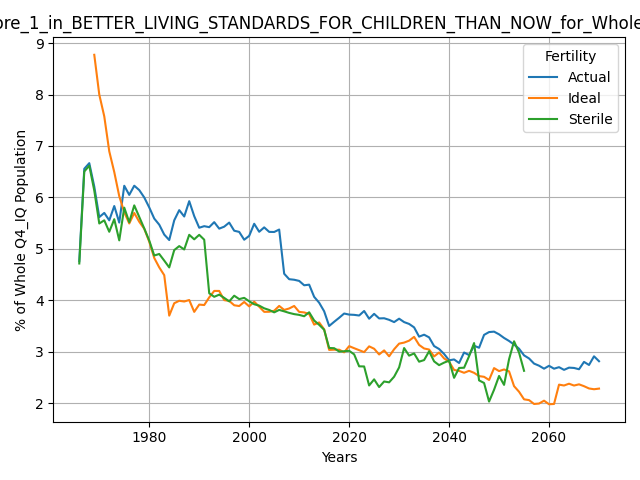 ore_1_in_BETTER_LIVING_STANDARDS_FOR_CHILDREN_THAN_NOW_for_Whole
Fertility
Actual
Ideal
Sterile
% of Whole Q4_IQ Population
9
8
7
6
5
4
3
2
1980 2000 2020 2040 2060
Years